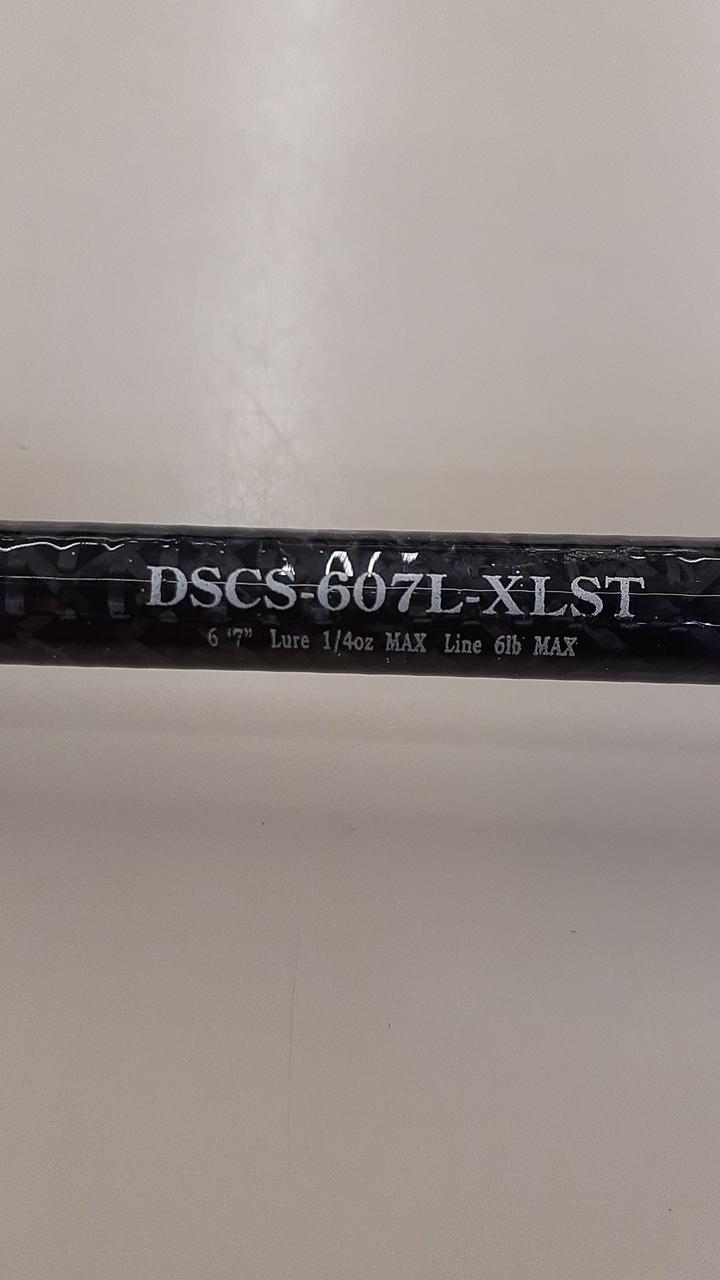 DSCS-607L-XLST
6 '7" Lure 1/4oz MAX Line 6lb MAX